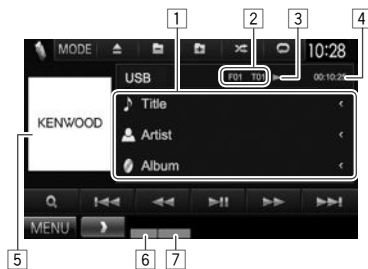 1 2 3 4
MODE 10:28
USB F01 T01 00:10:25
Title
KENWOOD
Artist
Album
MENU
5 6 7